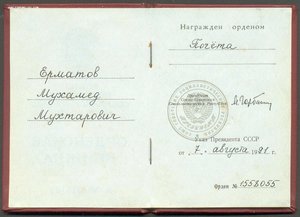 Ерматов
Мухамед
Мухтарович
Награжден орденом
Почёта
Указ Президента СССР
от „7„ августа 1991 г.
Орден № 1558055